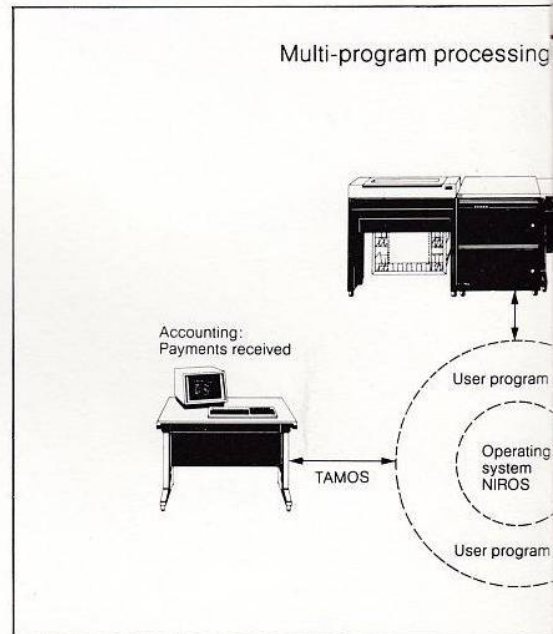 Multi-program processing
Accounting:
Payments received
User program
TAMOS
Operating
system
NIROS
User program